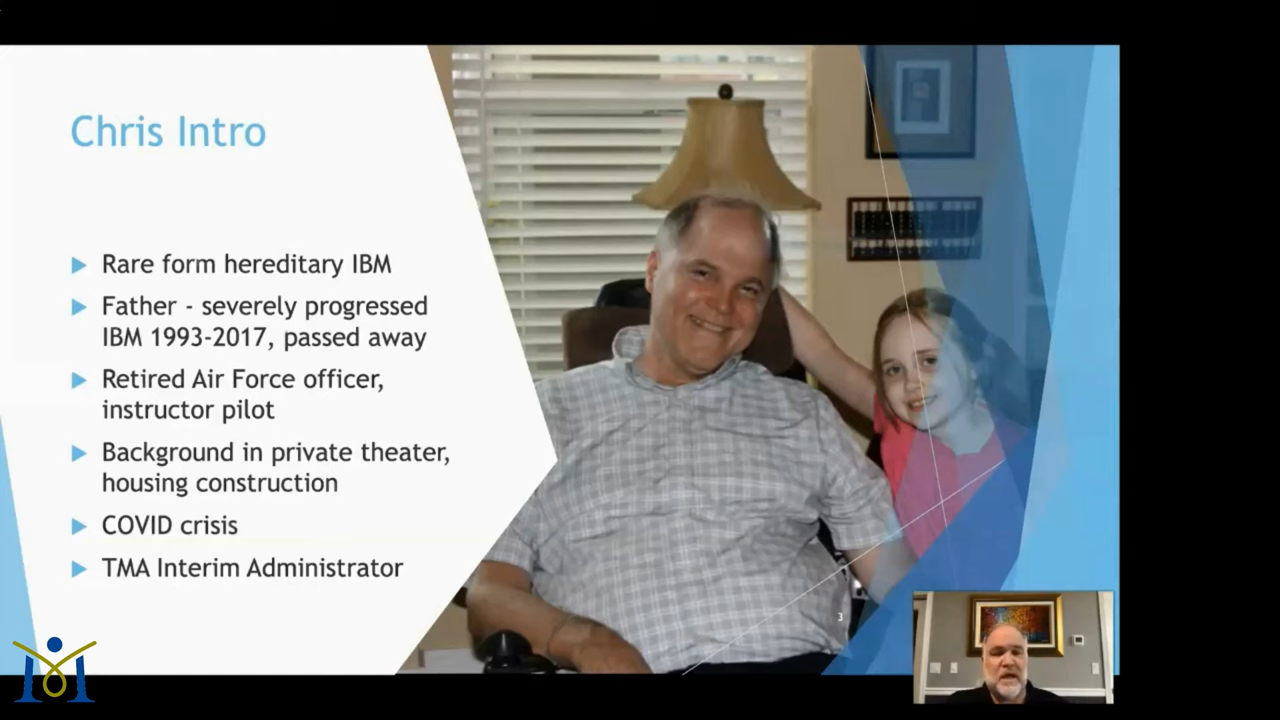 Chris Intro
Rare form hereditary IBM
Father - severely progressed
IBM 1993-2017, passed away
Retired Air Force officer,
instructor pilot
Background in private theater,
housing construction
COVID crisis
TMA Interim Administrator
3